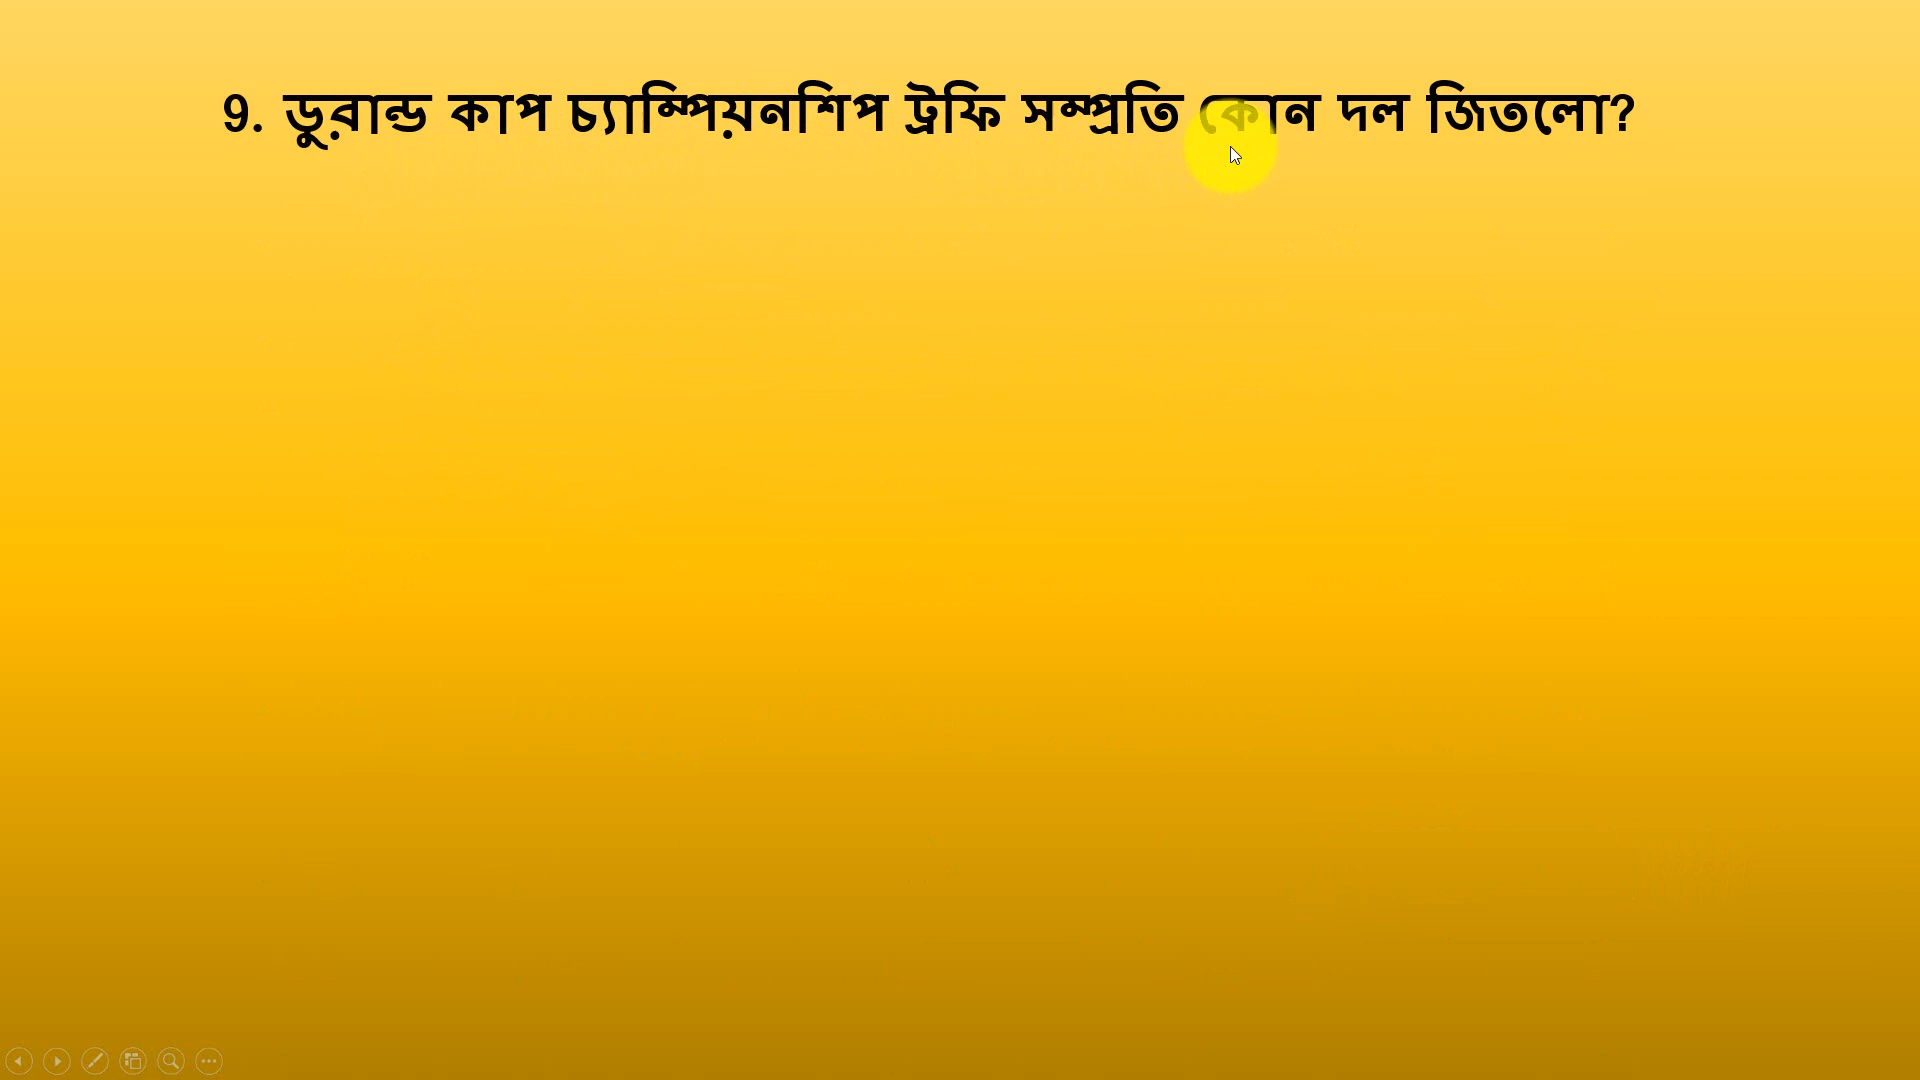 9. ডুরান্ড কাপ চ্যাম্পিয়নশিপ ট্রফি সম্প্রতি কোন দল জিতলো?